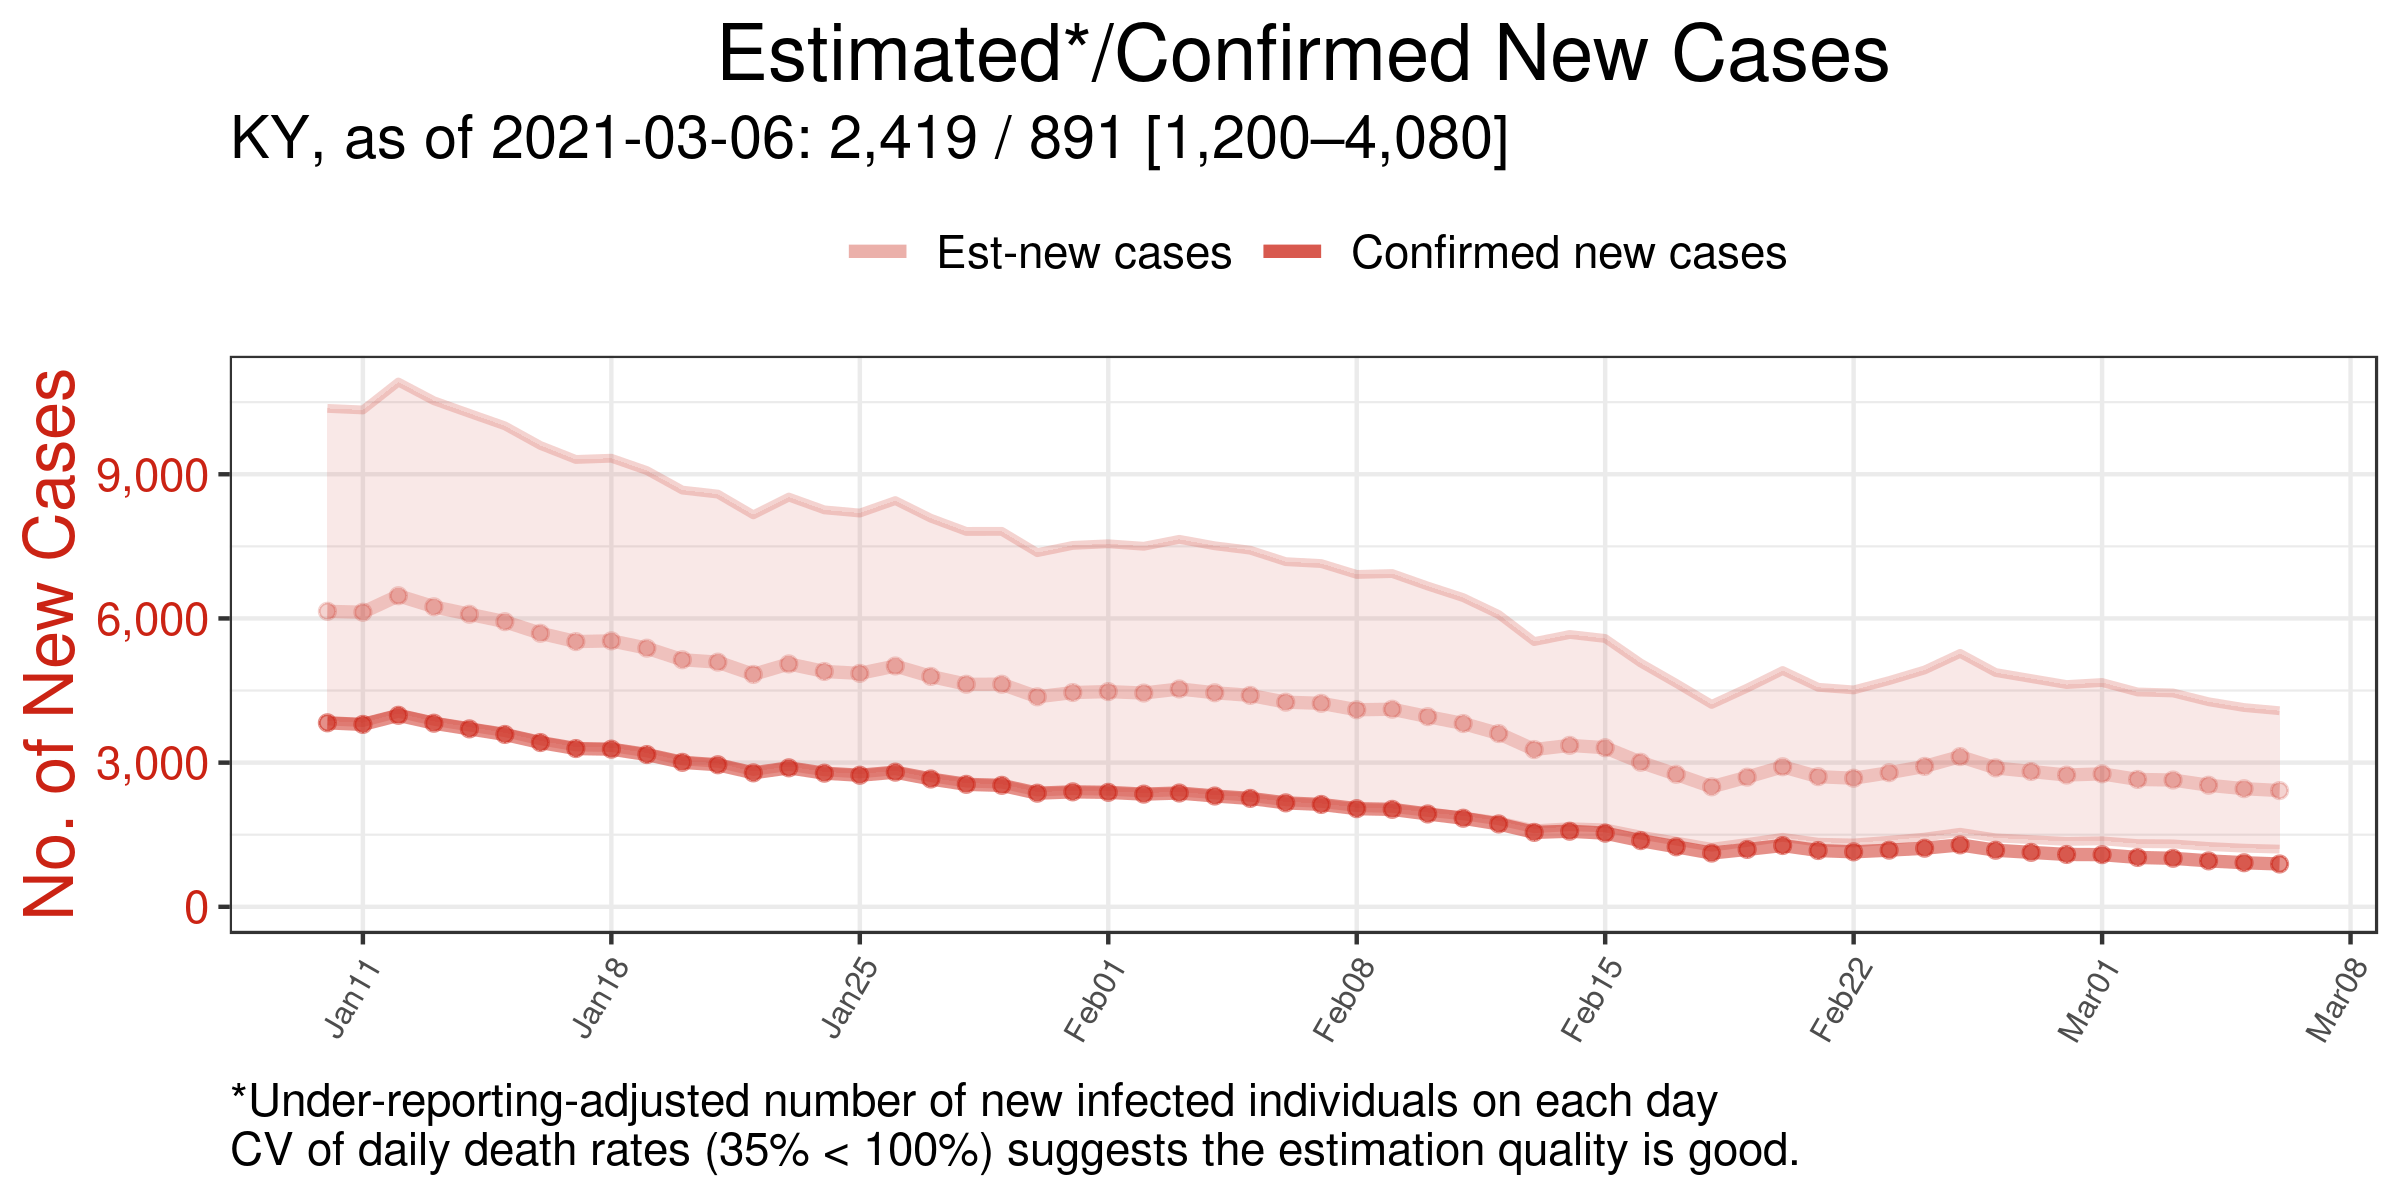 Estimated*/Confirmed New Cases
KY, as of 2021-03-06: 2,419 / 891 [1,200–4,080]
Est-new cases
Confirmed new cases
No. of New Cases
9,000
6,000
3,000
0
Jan11
Jan18
Jan25
Feb01
Feb08
Feb15
Feb22
Mar01
Mar08
*Under-reporting-adjusted number of new infected individuals on each day
CV of daily death rates (35% < 100%) suggests the estimation quality is good.